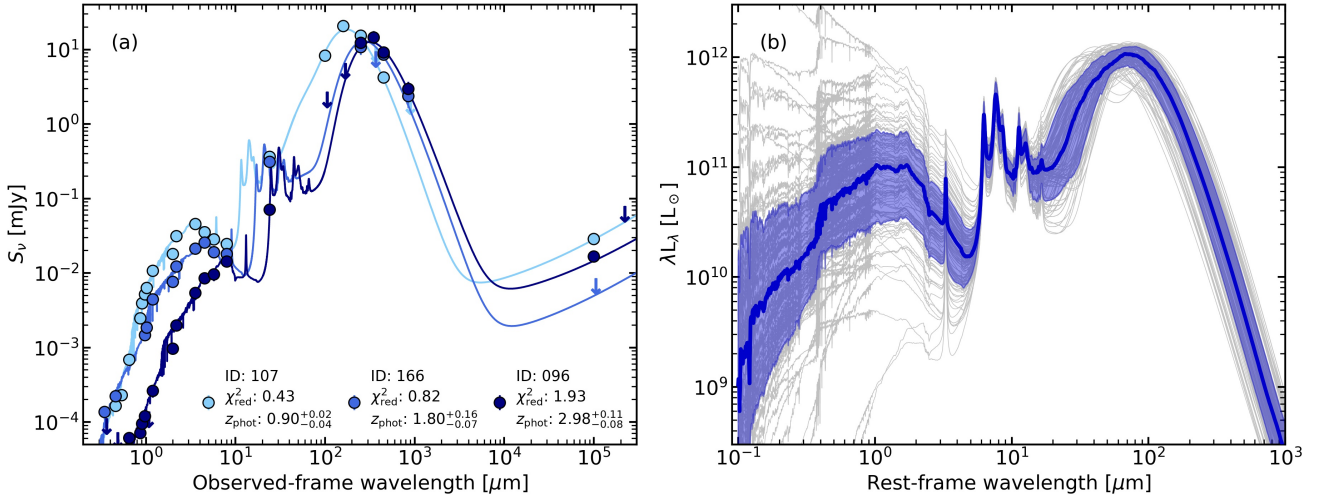 (a)
S_ν [mJy]
10^1
10^0
10^−1
10^−2
10^−3
10^−4
ID: 107
χ²_red: 0.43
z_phot: 0.90^{+0.02}_{−0.04}
ID: 166
χ²_red: 0.82
z_phot: 1.80^{+0.16}_{−0.07}
ID: 096
χ²_red: 1.93
z_phot: 2.98^{+0.11}_{−0.08}
10^0 10^1 10^2 10^3 10^4 10^5
Observed-frame wavelength [μm]
(b)
λL_λ [L_⊙]
10^12
10^11
10^10
10^9
10^−1 10^0 10^1 10^2 10^3
Rest-frame wavelength [μm]